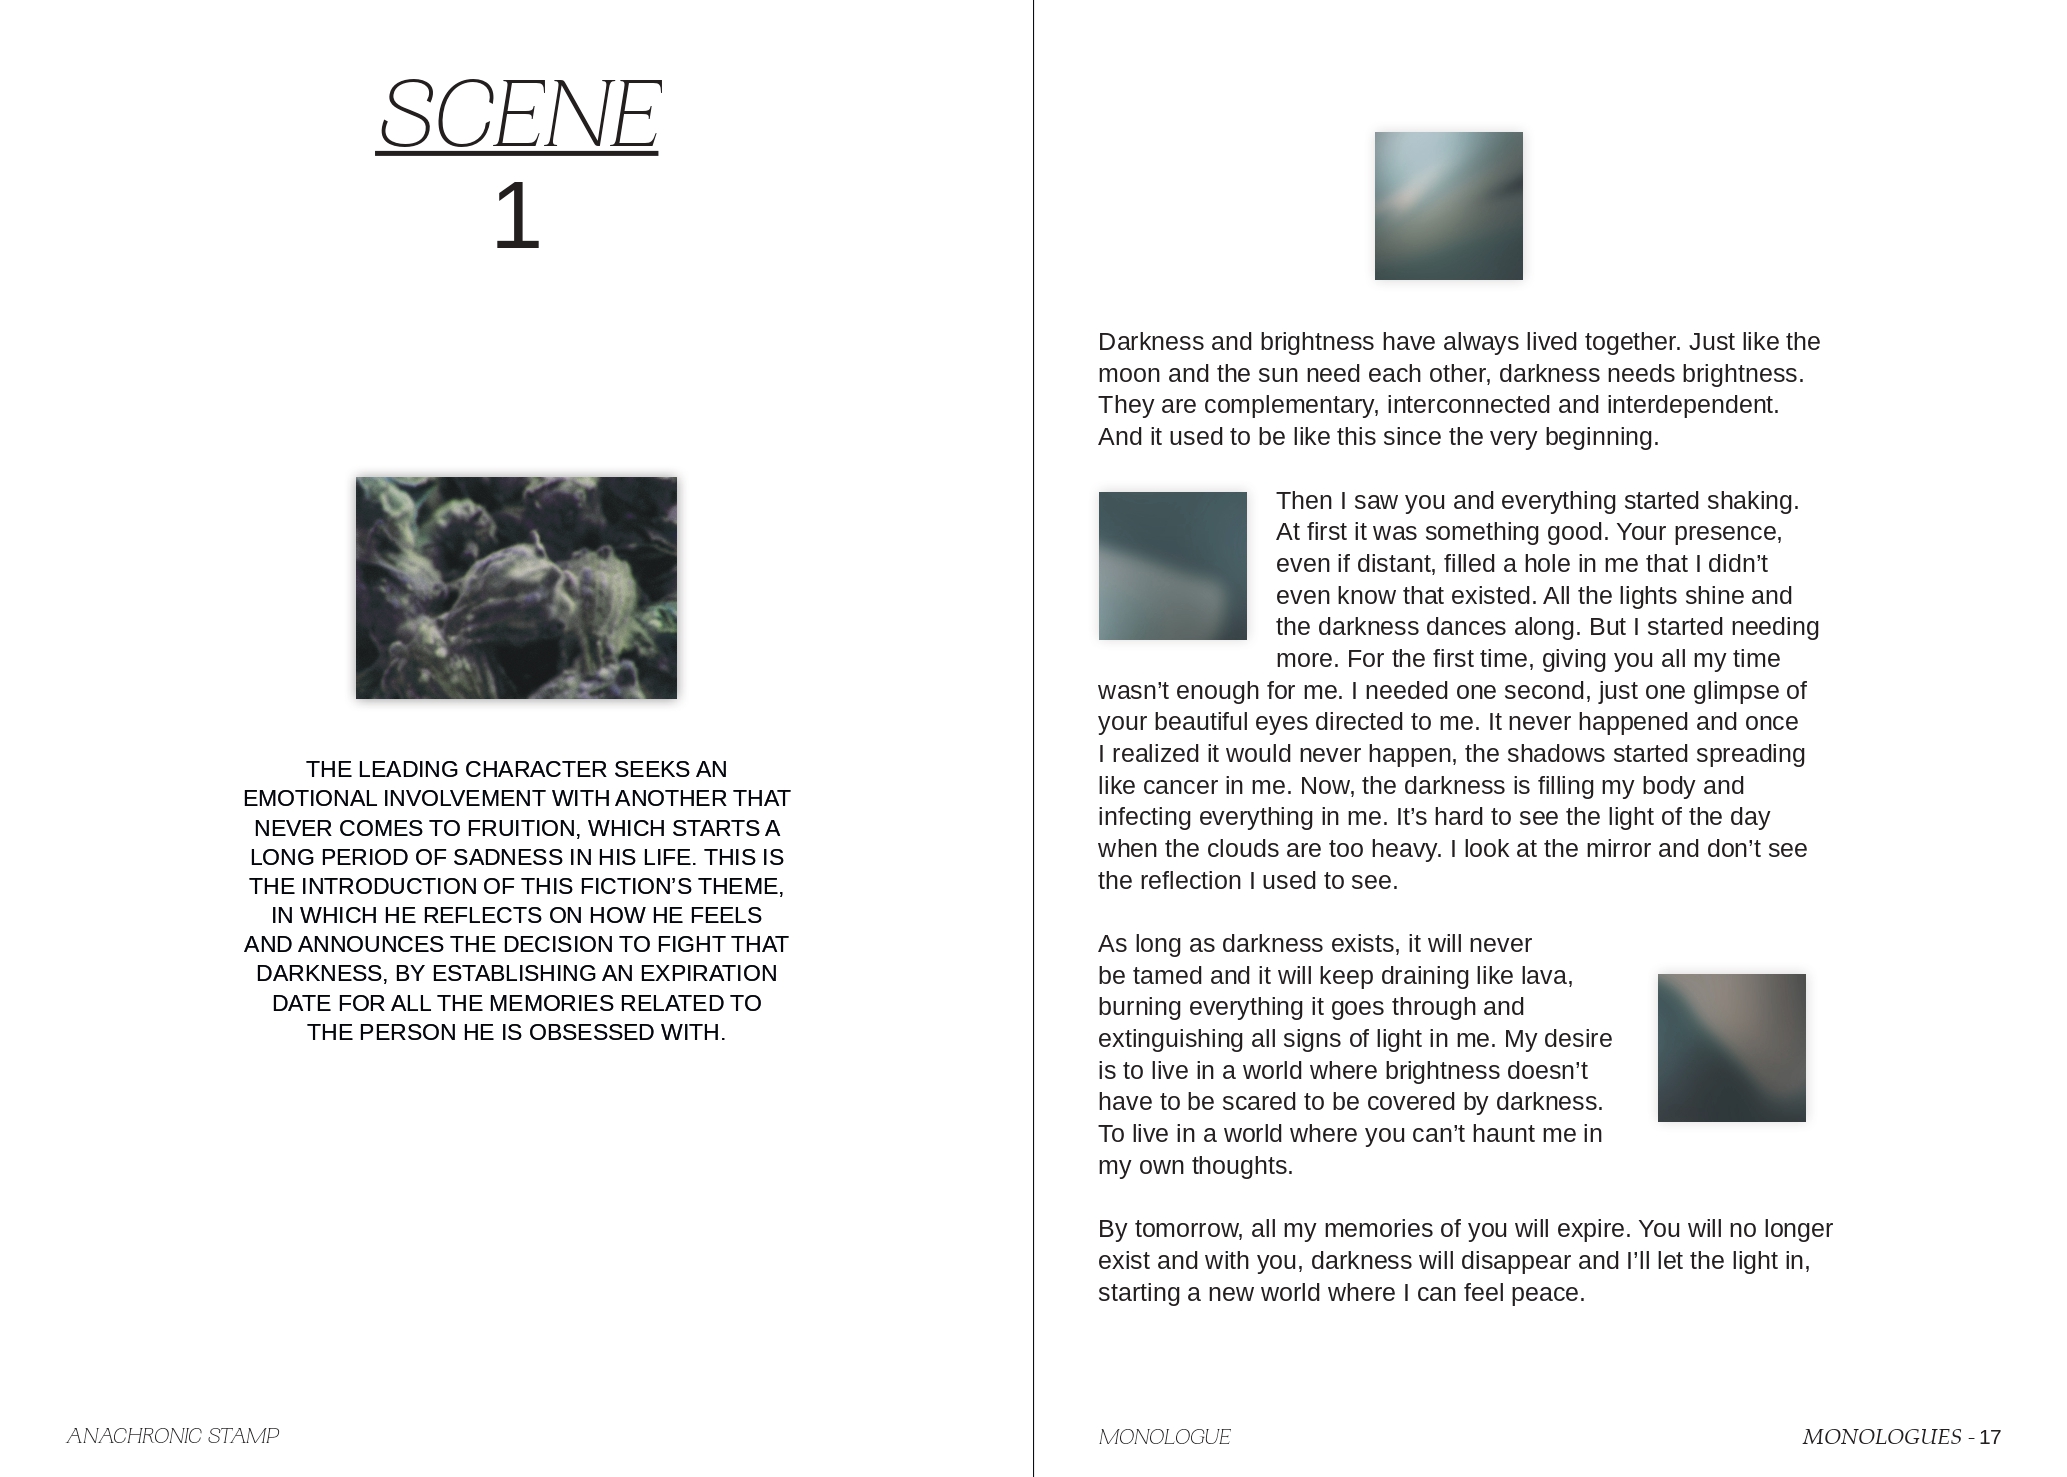 SCENE
1
THE LEADING CHARACTER SEEKS AN
EMOTIONAL INVOLVEMENT WITH ANOTHER THAT
NEVER COMES TO FRUITION, WHICH STARTS A
LONG PERIOD OF SADNESS IN HIS LIFE. THIS IS
THE INTRODUCTION OF THIS FICTION’S THEME,
IN WHICH HE REFLECTS ON HOW HE FEELS
AND ANNOUNCES THE DECISION TO FIGHT THAT
DARKNESS, BY ESTABLISHING AN EXPIRATION
DATE FOR ALL THE MEMORIES RELATED TO
THE PERSON HE IS OBSESSED WITH.
ANACHRONIC STAMP
Darkness and brightness have always lived together. Just like the
moon and the sun need each other, darkness needs brightness.
They are complementary, interconnected and interdependent.
And it used to be like this since the very beginning.
Then I saw you and everything started shaking.
At first it was something good. Your presence,
even if distant, filled a hole in me that I didn’t
even know that existed. All the lights shine and
the darkness dances along. But I started needing
more. For the first time, giving you all my time
wasn’t enough for me. I needed one second, just one glimpse of
your beautiful eyes directed to me. It never happened and once
I realized it would never happen, the shadows started spreading
like cancer in me. Now, the darkness is filling my body and
infecting everything in me. It’s hard to see the light of the day
when the clouds are too heavy. I look at the mirror and don’t see
the reflection I used to see.
As long as darkness exists, it will never
be tamed and it will keep draining like lava,
burning everything it goes through and
extinguishing all signs of light in me. My desire
is to live in a world where brightness doesn’t
have to be scared to be covered by darkness.
To live in a world where you can’t haunt me in
my own thoughts.
By tomorrow, all my memories of you will expire. You will no longer
exist and with you, darkness will disappear and I’ll let the light in,
starting a new world where I can feel peace.
MONOLOGUE
MONOLOGUES - 17